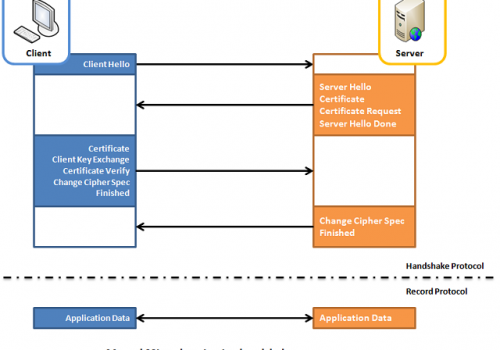 Client
Server
Client Hello
Server Hello
Certificate
Certificate Request
Server Hello Done
Certificate
Client Key Exchange
Certificate Verify
Change Cipher Spec
Finished
Change Cipher Spec
Finished
Handshake Protocol
Record Protocol
Application Data
Application Data